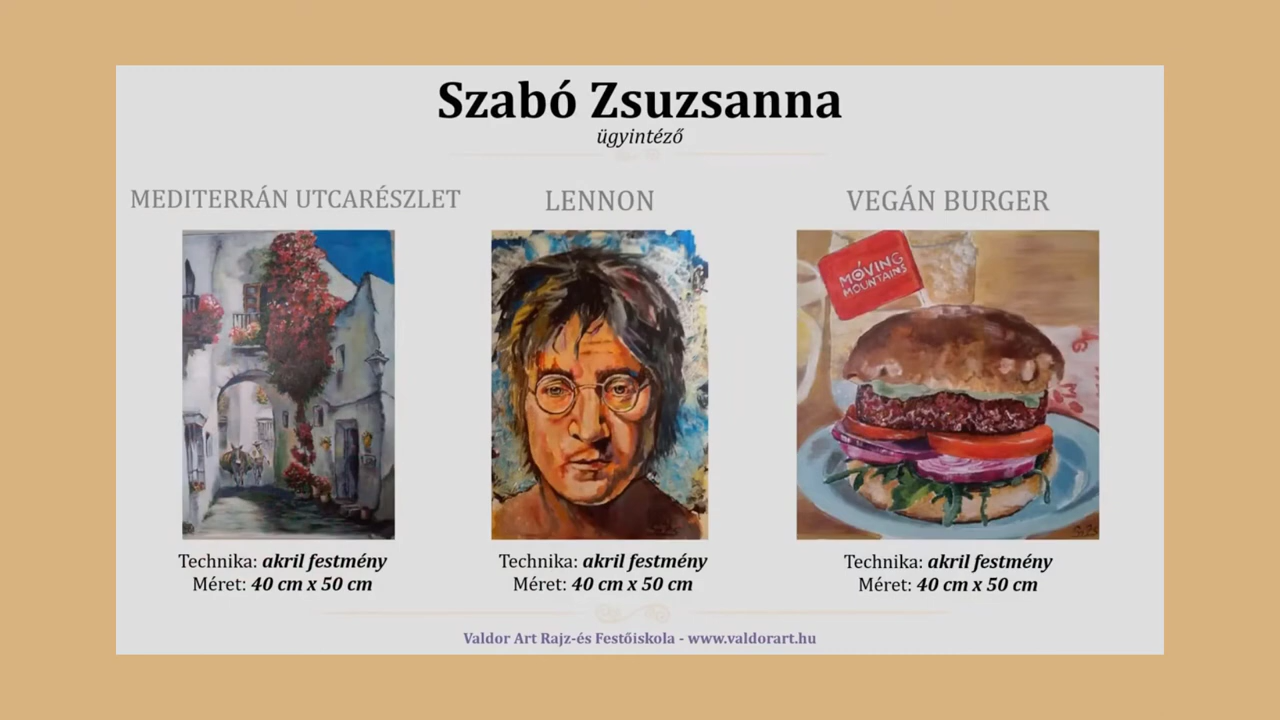 Szabó Zsuzsanna
ügyintéző
MEDITERRÁN UTCARÉSZLET
LENNON
VEGÁN BURGER
MOVING
MOUNTAINS
Technika: akril festmény
Méret: 40 cm x 50 cm
Technika: akril festmény
Méret: 40 cm x 50 cm
Technika: akril festmény
Méret: 40 cm x 50 cm
Valdor Art Rajz-és Festőiskola - www.valdorart.hu